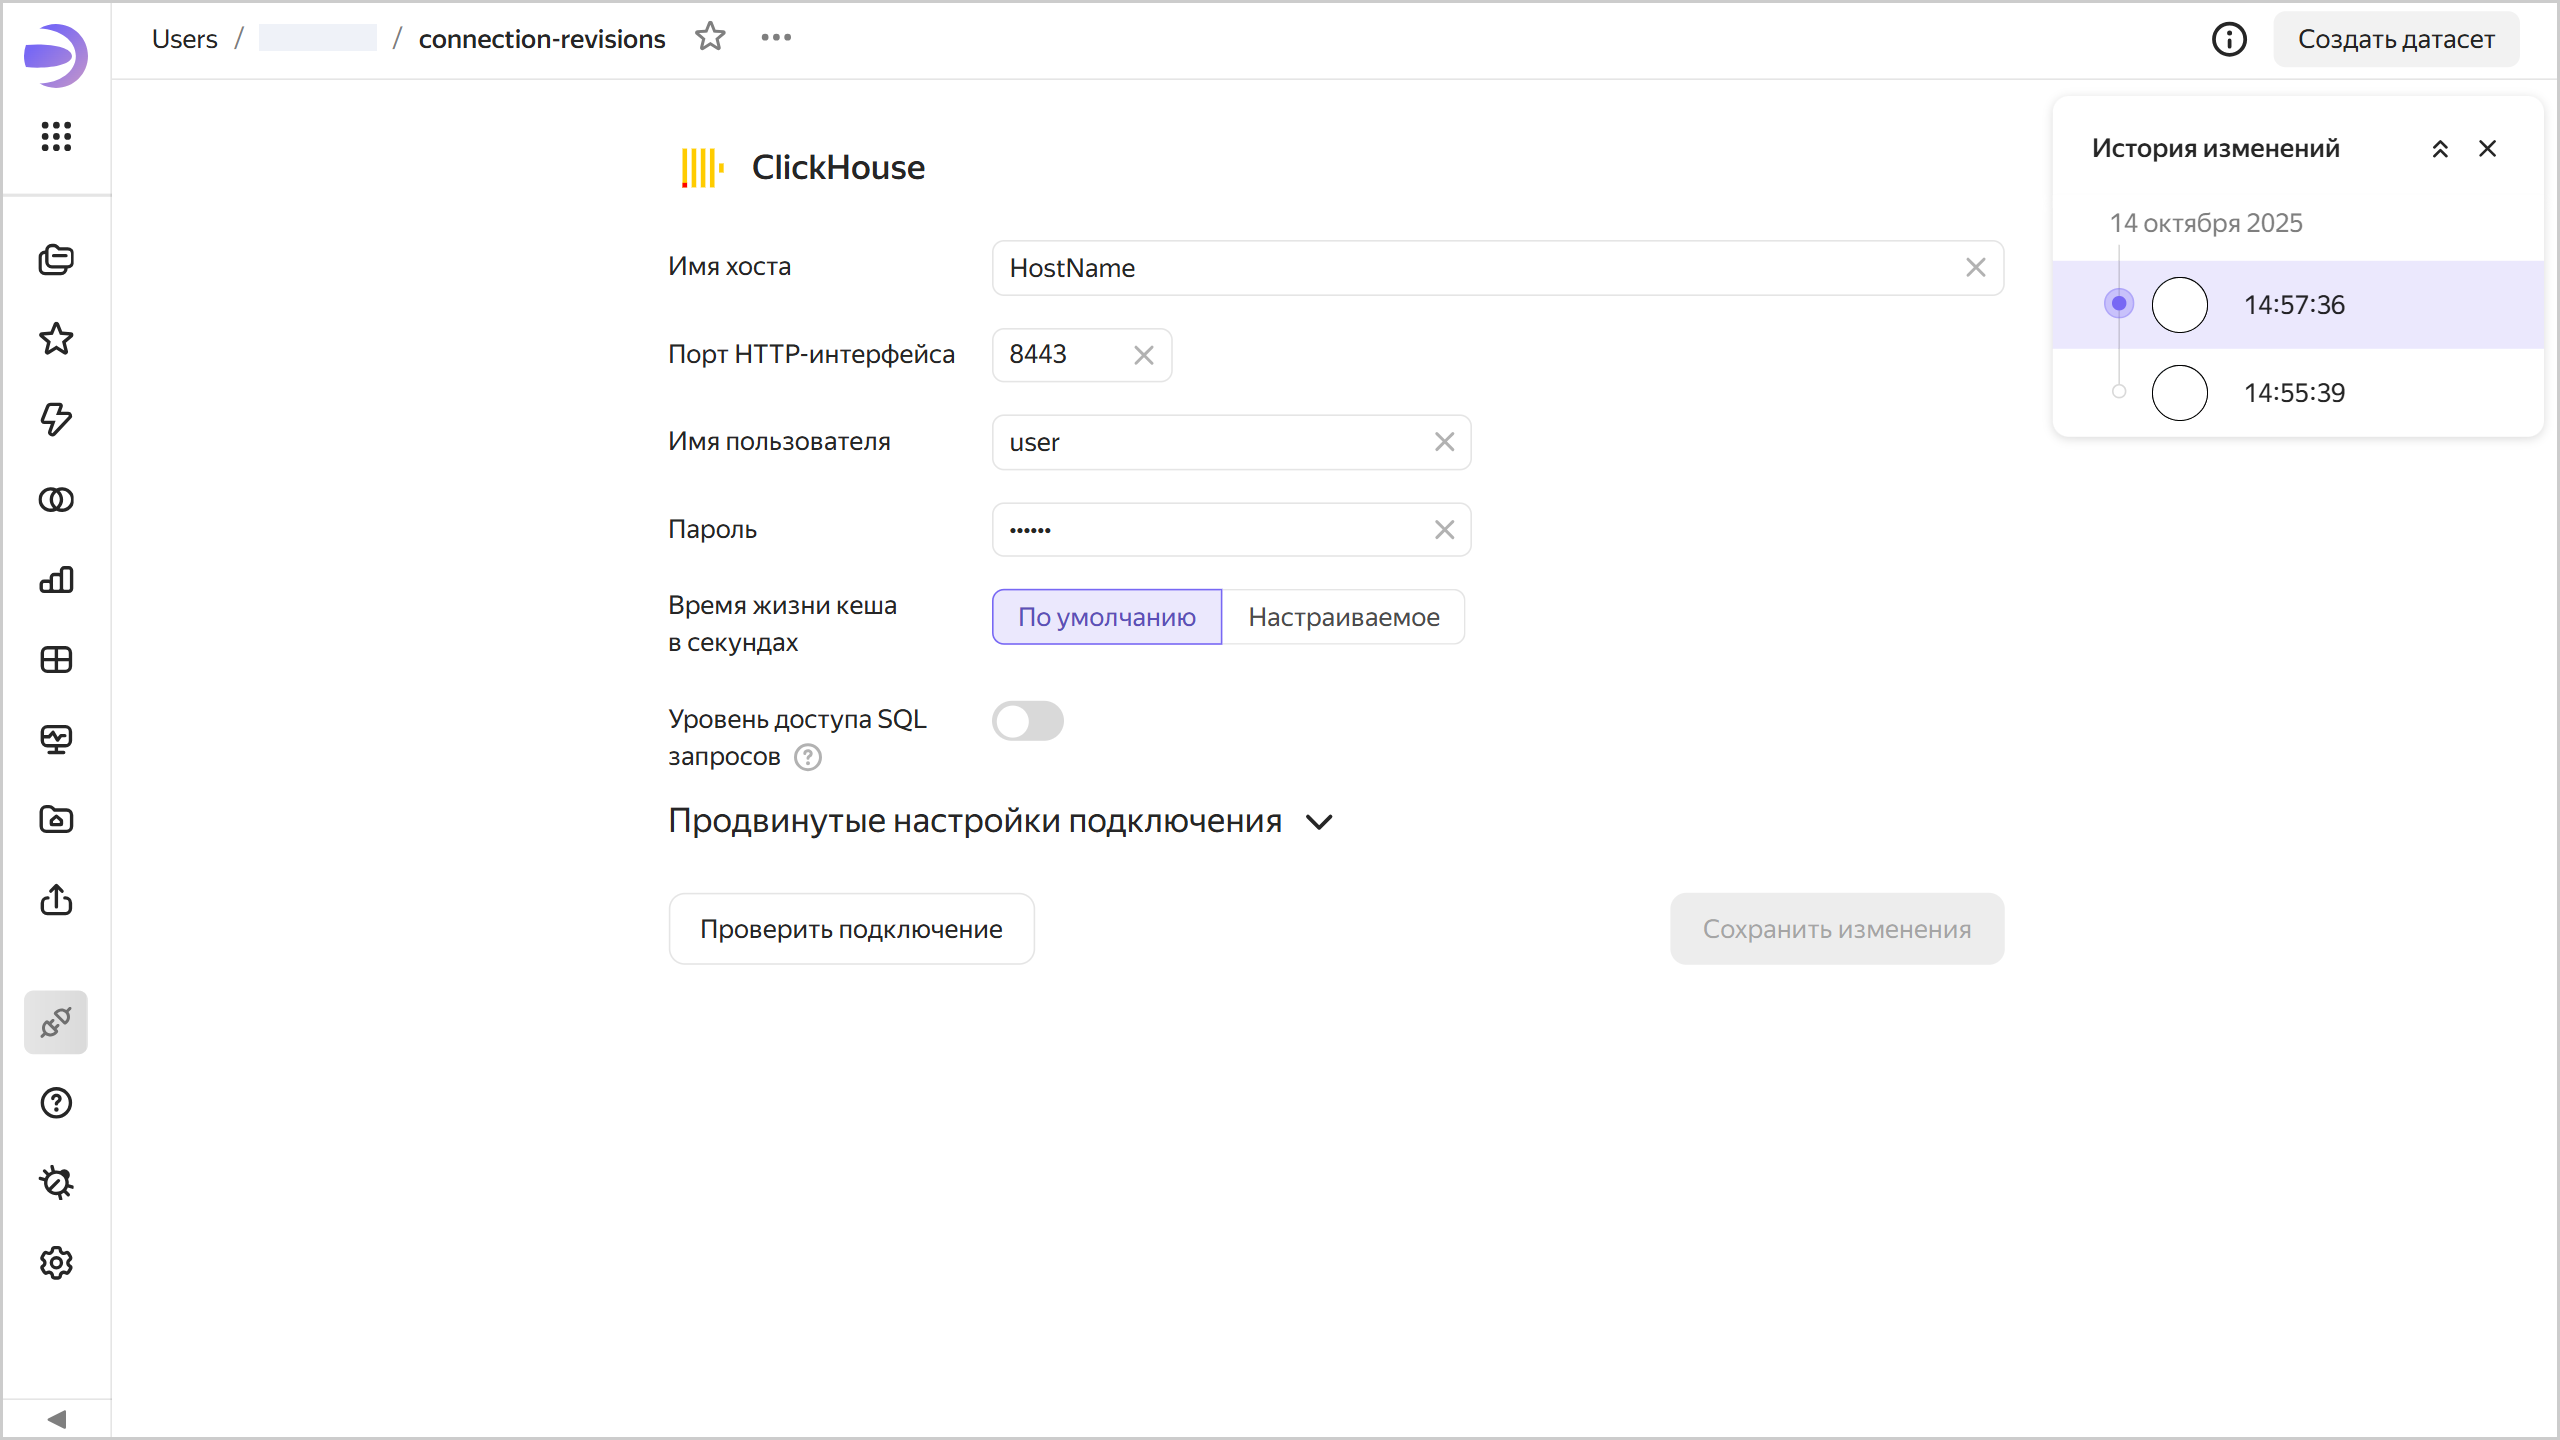 Users / / connection-revisions
Создать датасет
ClickHouse
Имя хоста
HostName
Порт HTTP-интерфейса
8443
Имя пользователя
user
Пароль
••••••
Время жизни кеша
в секундах
По умолчанию
Настраиваемое
Уровень доступа SQL
запросов
Продвинутые настройки подключения
Проверить подключение
Сохранить изменения
История изменений
14 октября 2025
14:57:36
14:55:39